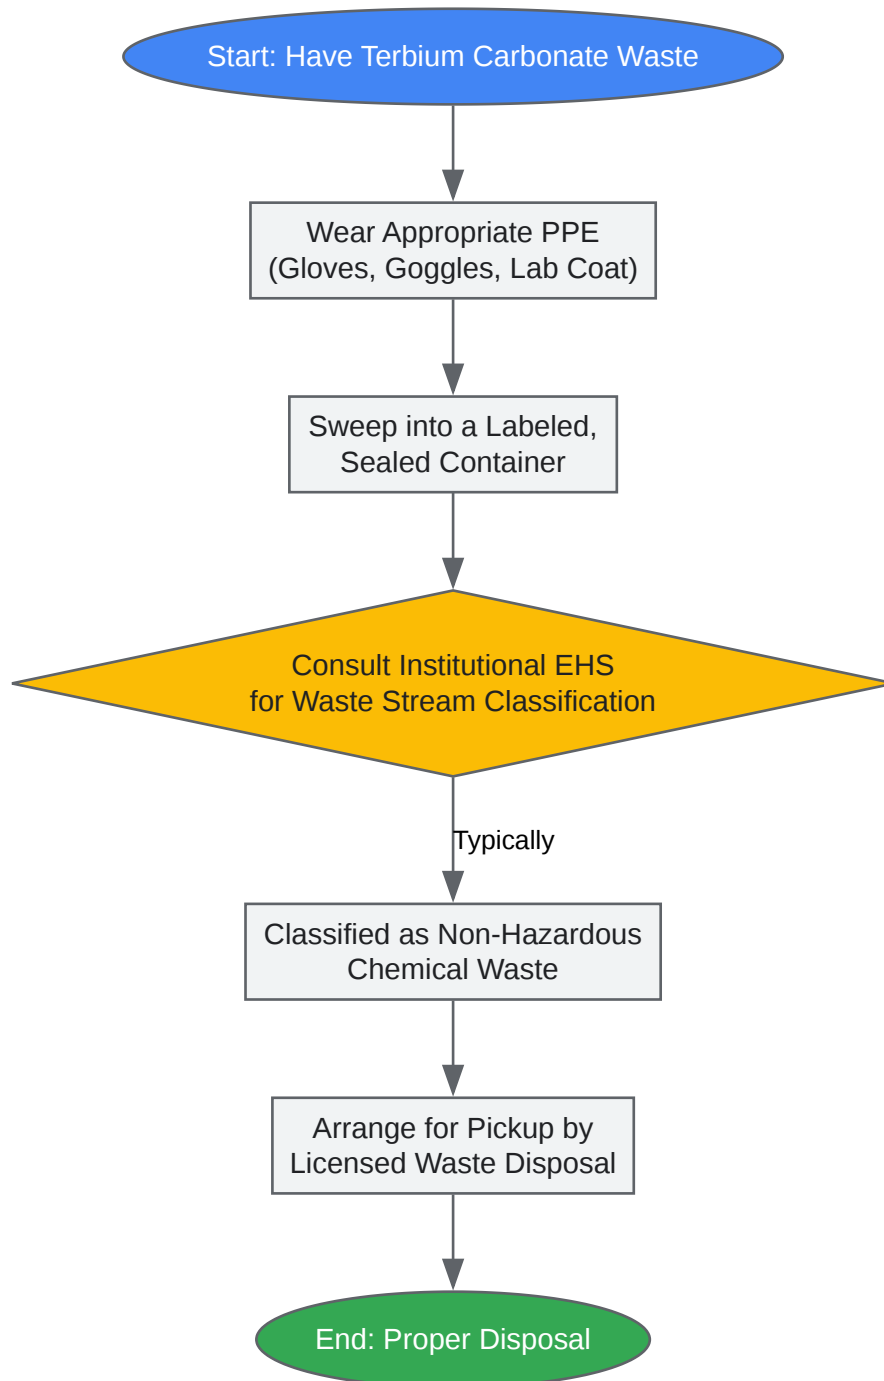 Start: Have Terbium Carbonate Waste
Wear Appropriate PPE
(Gloves, Goggles, Lab Coat)
Sweep into a Labeled,
Sealed Container
Consult Institutional EHS
for Waste Stream Classification
Typically
Classified as Non-Hazardous
Chemical Waste
Arrange for Pickup by
Licensed Waste Disposal
End: Proper Disposal